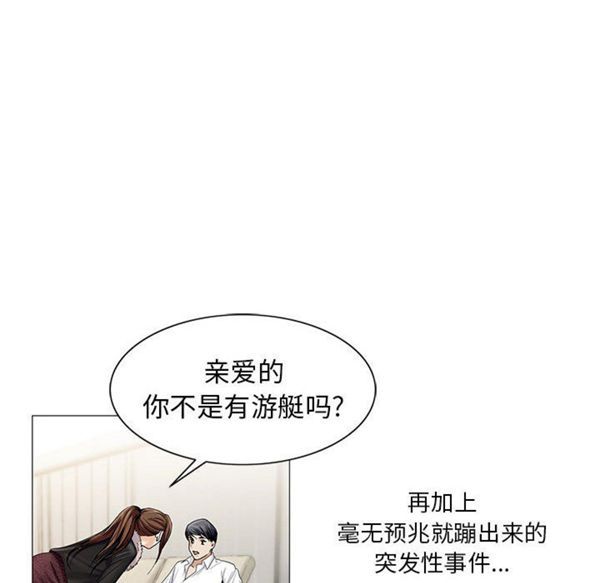 亲爱的
你不是有游艇吗?
再加上
毫无预兆就蹦出来的
突发性事件...